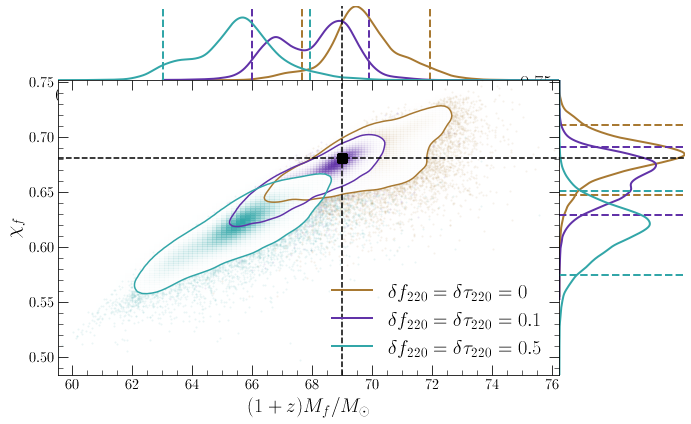 0.75
0.70
0.65
0.60
0.55
0.50
χ_f
60 62 64 66 68 70 72 74 76
(1 + z)M_f/M_⊙
δf_220 = δτ_220 = 0
δf_220 = δτ_220 = 0.1
δf_220 = δτ_220 = 0.5